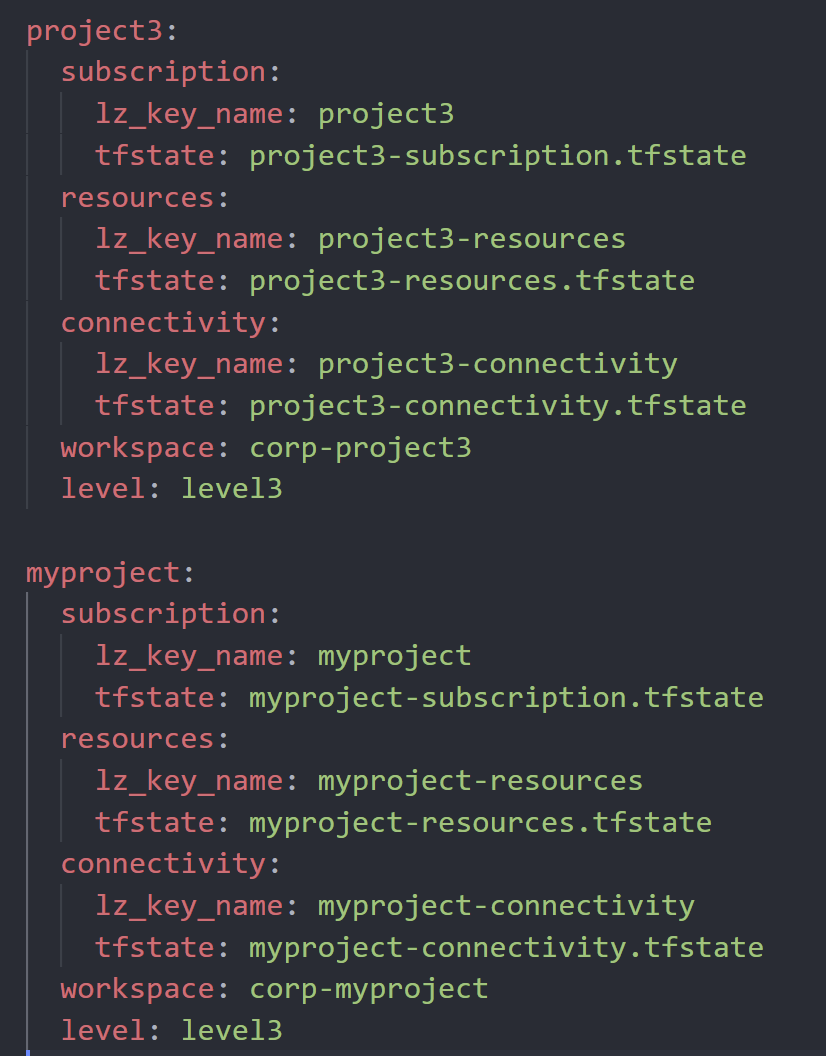 project3:
  subscription:
    lz_key_name: project3
    tfstate: project3-subscription.tfstate
  resources:
    lz_key_name: project3-resources
    tfstate: project3-resources.tfstate
  connectivity:
    lz_key_name: project3-connectivity
    tfstate: project3-connectivity.tfstate
  workspace: corp-project3
  level: level3

myproject:
  subscription:
    lz_key_name: myproject
    tfstate: myproject-subscription.tfstate
  resources:
    lz_key_name: myproject-resources
    tfstate: myproject-resources.tfstate
  connectivity:
    lz_key_name: myproject-connectivity
    tfstate: myproject-connectivity.tfstate
  workspace: corp-myproject
  level: level3